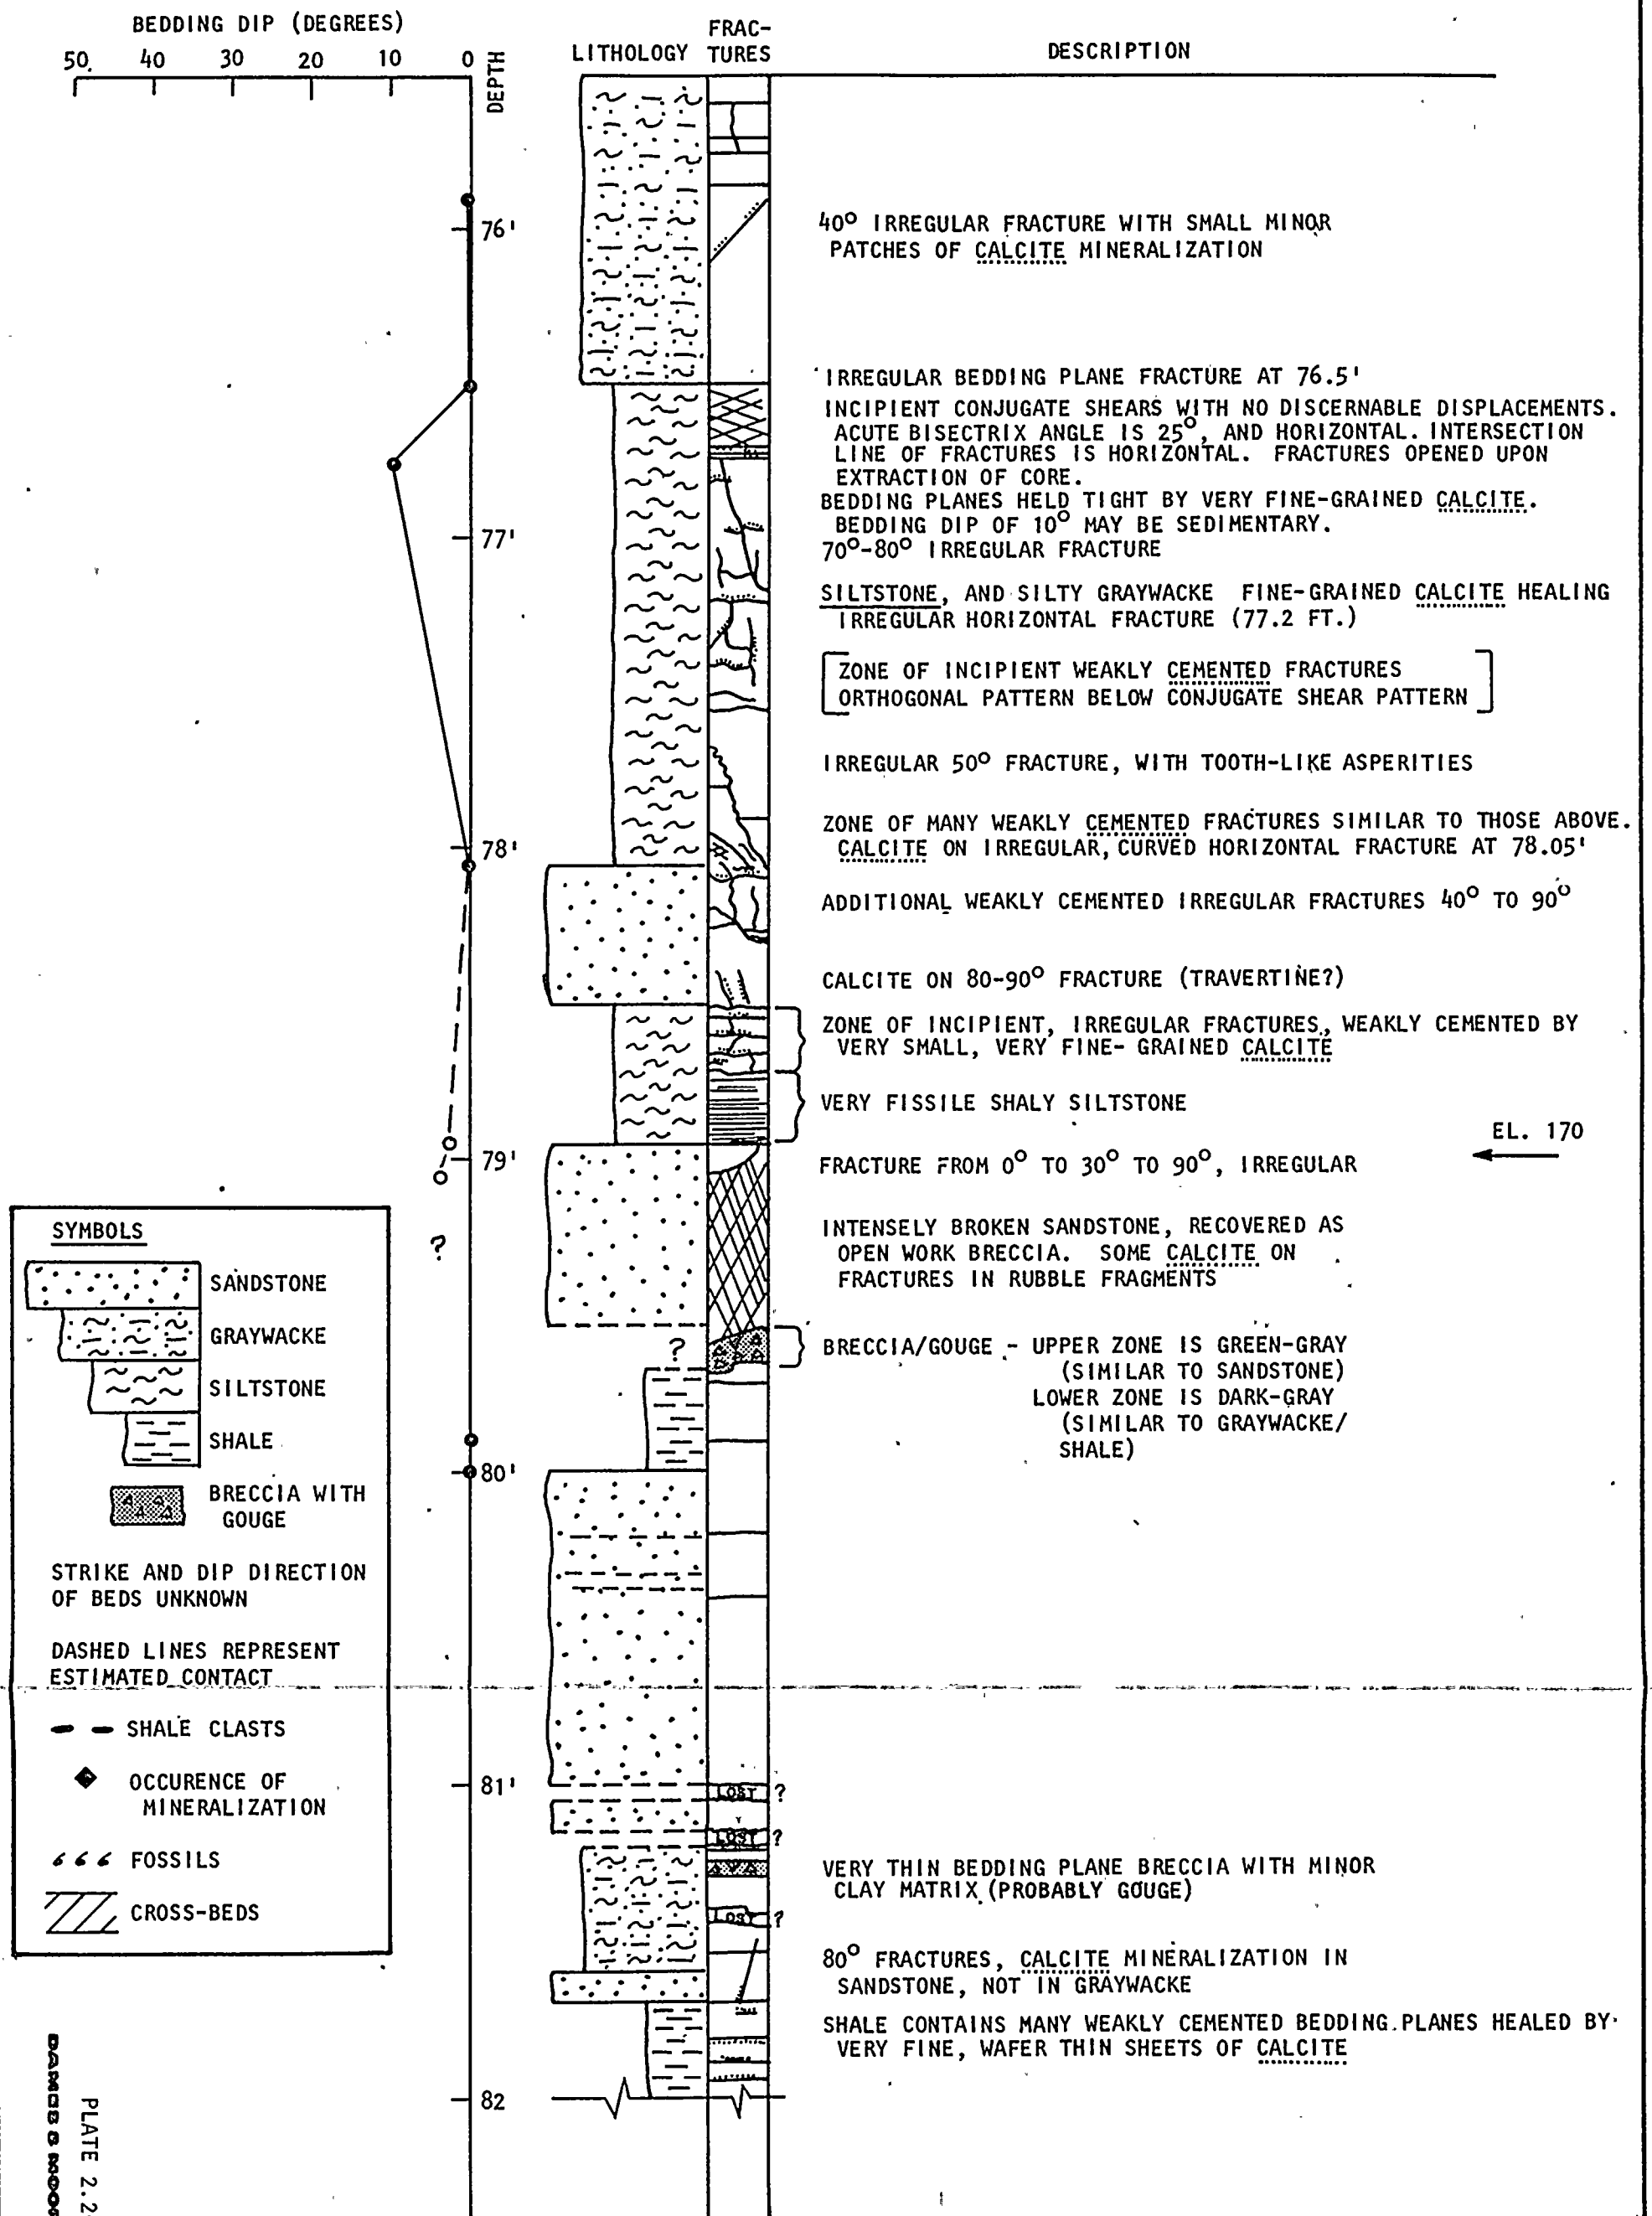 BEDDING DIP (DEGREES)
50 40 30 20 10 0
DEPTH
LITHOLOGY
FRAC-
TURES
DESCRIPTION
76'
40° IRREGULAR FRACTURE WITH SMALL MINOR
PATCHES OF CALCITE MINERALIZATION
IRREGULAR BEDDING PLANE FRACTURE AT 76.5'
INCIPIENT CONJUGATE SHEARS WITH NO DISCERNABLE DISPLACEMENTS.
ACUTE BISECTRIX ANGLE IS 25°, AND HORIZONTAL. INTERSECTION
LINE OF FRACTURES IS HORIZONTAL. FRACTURES OPENED UPON
EXTRACTION OF CORE.
BEDDING PLANES HELD TIGHT BY VERY FINE-GRAINED CALCITE.
BEDDING DIP OF 10° MAY BE SEDIMENTARY.
77'
70°-80° IRREGULAR FRACTURE
SILTSTONE, AND SILTY GRAYWACKE FINE-GRAINED CALCITE HEALING
IRREGULAR HORIZONTAL FRACTURE (77.2 FT.)
ZONE OF INCIPIENT WEAKLY CEMENTED FRACTURES
ORTHOGONAL PATTERN BELOW CONJUGATE SHEAR PATTERN
IRREGULAR 50° FRACTURE, WITH TOOTH-LIKE ASPERITIES
ZONE OF MANY WEAKLY CEMENTED FRACTURES SIMILAR TO THOSE ABOVE.
CALCITE ON IRREGULAR, CURVED HORIZONTAL FRACTURE AT 78.05'
78'
ADDITIONAL WEAKLY CEMENTED IRREGULAR FRACTURES 40° TO 90°
CALCITE ON 80-90° FRACTURE (TRAVERTINE?)
ZONE OF INCIPIENT, IRREGULAR FRACTURES, WEAKLY CEMENTED BY
VERY SMALL, VERY FINE- GRAINED CALCITE
VERY FISSILE SHALY SILTSTONE
EL. 170
79'
FRACTURE FROM 0° TO 30° TO 90°, IRREGULAR
?
INTENSELY BROKEN SANDSTONE, RECOVERED AS
OPEN WORK BRECCIA. SOME CALCITE ON
FRACTURES IN RUBBLE FRAGMENTS
?
BRECCIA/GOUGE - UPPER ZONE IS GREEN-GRAY
(SIMILAR TO SANDSTONE)
LOWER ZONE IS DARK-GRAY
(SIMILAR TO GRAYWACKE/
SHALE)
80'
81'
LOST ?
LOST ?
VERY THIN BEDDING PLANE BRECCIA WITH MINOR
CLAY MATRIX (PROBABLY GOUGE)
LOST ?
80° FRACTURES, CALCITE MINERALIZATION IN
SANDSTONE, NOT IN GRAYWACKE
SHALE CONTAINS MANY WEAKLY CEMENTED BEDDING PLANES HEALED BY
VERY FINE, WAFER THIN SHEETS OF CALCITE
82
SYMBOLS
SANDSTONE
GRAYWACKE
SILTSTONE
SHALE
BRECCIA WITH
GOUGE
STRIKE AND DIP DIRECTION
OF BEDS UNKNOWN
DASHED LINES REPRESENT
ESTIMATED CONTACT
SHALE CLASTS
OCCURENCE OF
MINERALIZATION
FOSSILS
CROSS-BEDS
PLATE 2.2
DAMES &